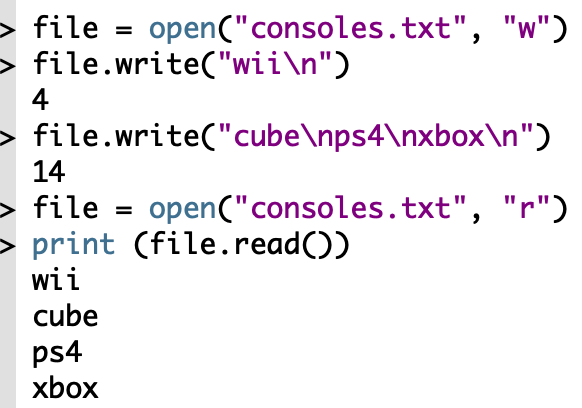 > file = open("consoles.txt", "w")
> file.write("wii\n")
4
> file.write("cube\nps4\nxbox\n")
14
> file = open("consoles.txt", "r")
> print (file.read())
wii
cube
ps4
xbox